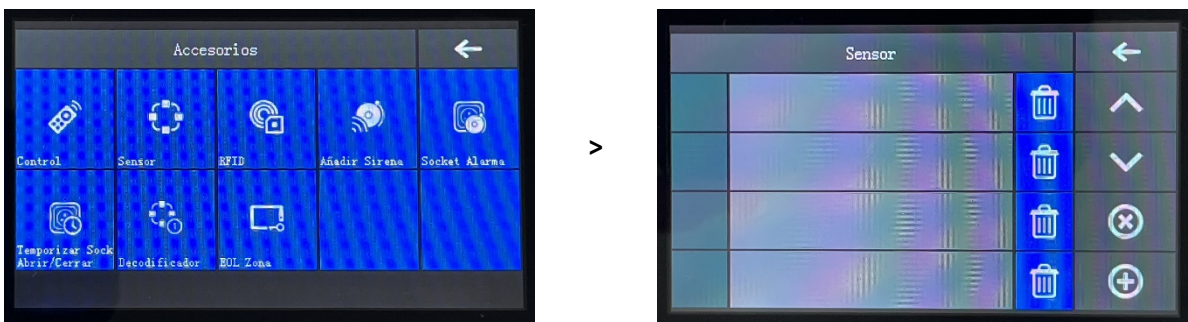 Accesorios
Control
Sensor
RFID
Añadir Sirena
Socket Alarma
Temporizar Sock
Abrir/Cerrar
Decodificador
EOL Zona
>
Sensor